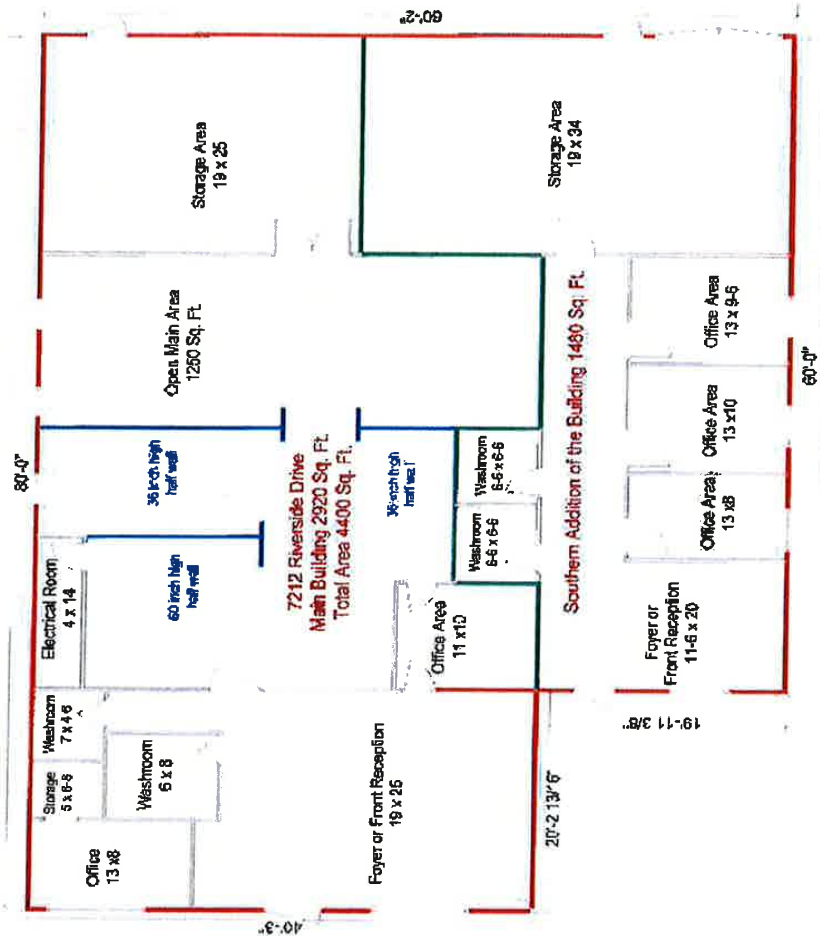 60'-2"
Storage Area
19 x 25
Storage Area
19 x 34
Open Main Area
1250 Sq. Ft.
80'-0"
36 inch high
half wall
Office Area
13 x 9-6
60'-0"
Office Area
13 x10
Office Area
13 x8
Southern Addition of the Building 1480 Sq. Ft.
7212 Riverside Drive
Main Building 2920 Sq. Ft.
Total Area 4400 Sq. Ft.
36 inch high
half wall
Washroom
6-6 x 6-6
Washroom
6-6 x 6-6
60 inch high
half wall
Electrical Room
4 x 14
Office Area
11 x10
Foyer or
Front Reception
11-6 x 20
19'-11 3/8"
Washroom
7 x 4 6
Storage
5 x 6-8
Washroom
6 x 8
Office
13 x8
Foyer or Front Reception
19 x 25
20'-2 13/16"
40'-3"